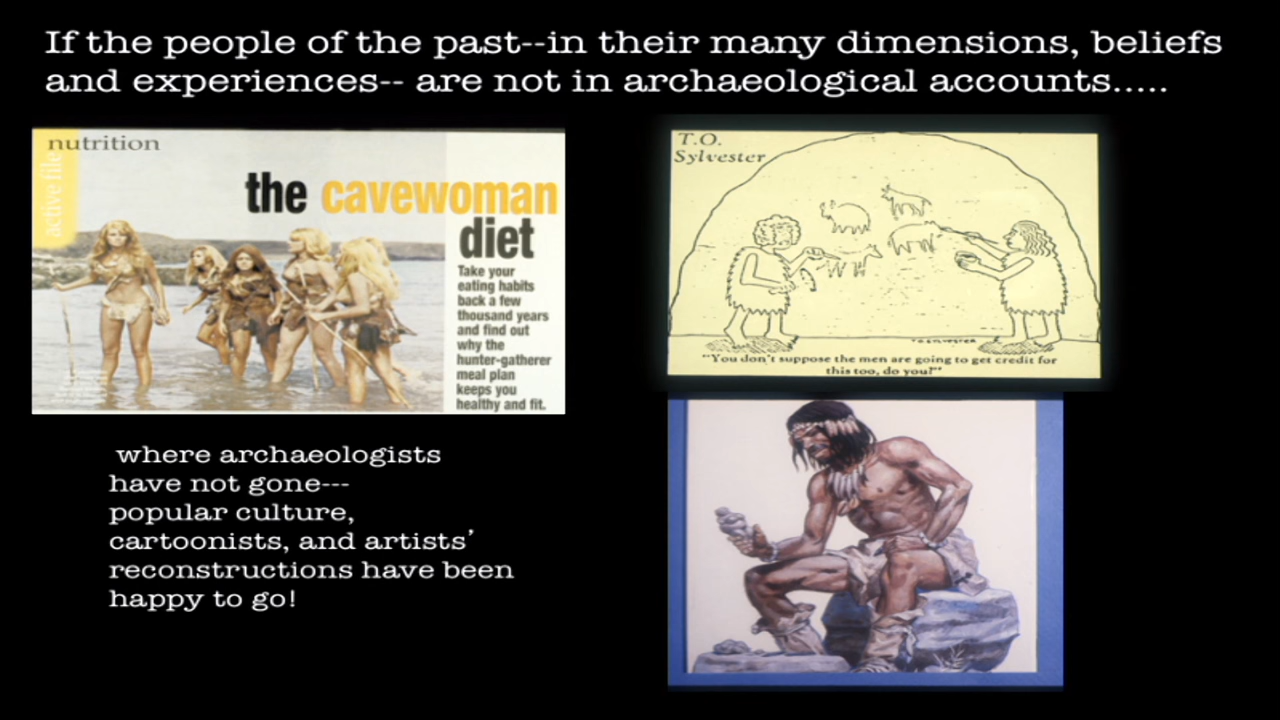 If the people of the past--in their many dimensions, beliefs
and experiences-- are not in archaeological accounts.....
nutrition
active file
the cavewoman
diet
Take your
eating habits
back a few
thousand years
and find out
why the
hunter-gatherer
meal plan
keeps you
healthy and fit.
T.O.
Sylvester
T.O.SYLVESTER
"You don't suppose the men are going to get credit for
this too, do you?"
where archaeologists
have not gone---
popular culture,
cartoonists, and artists'
reconstructions have been
happy to go!